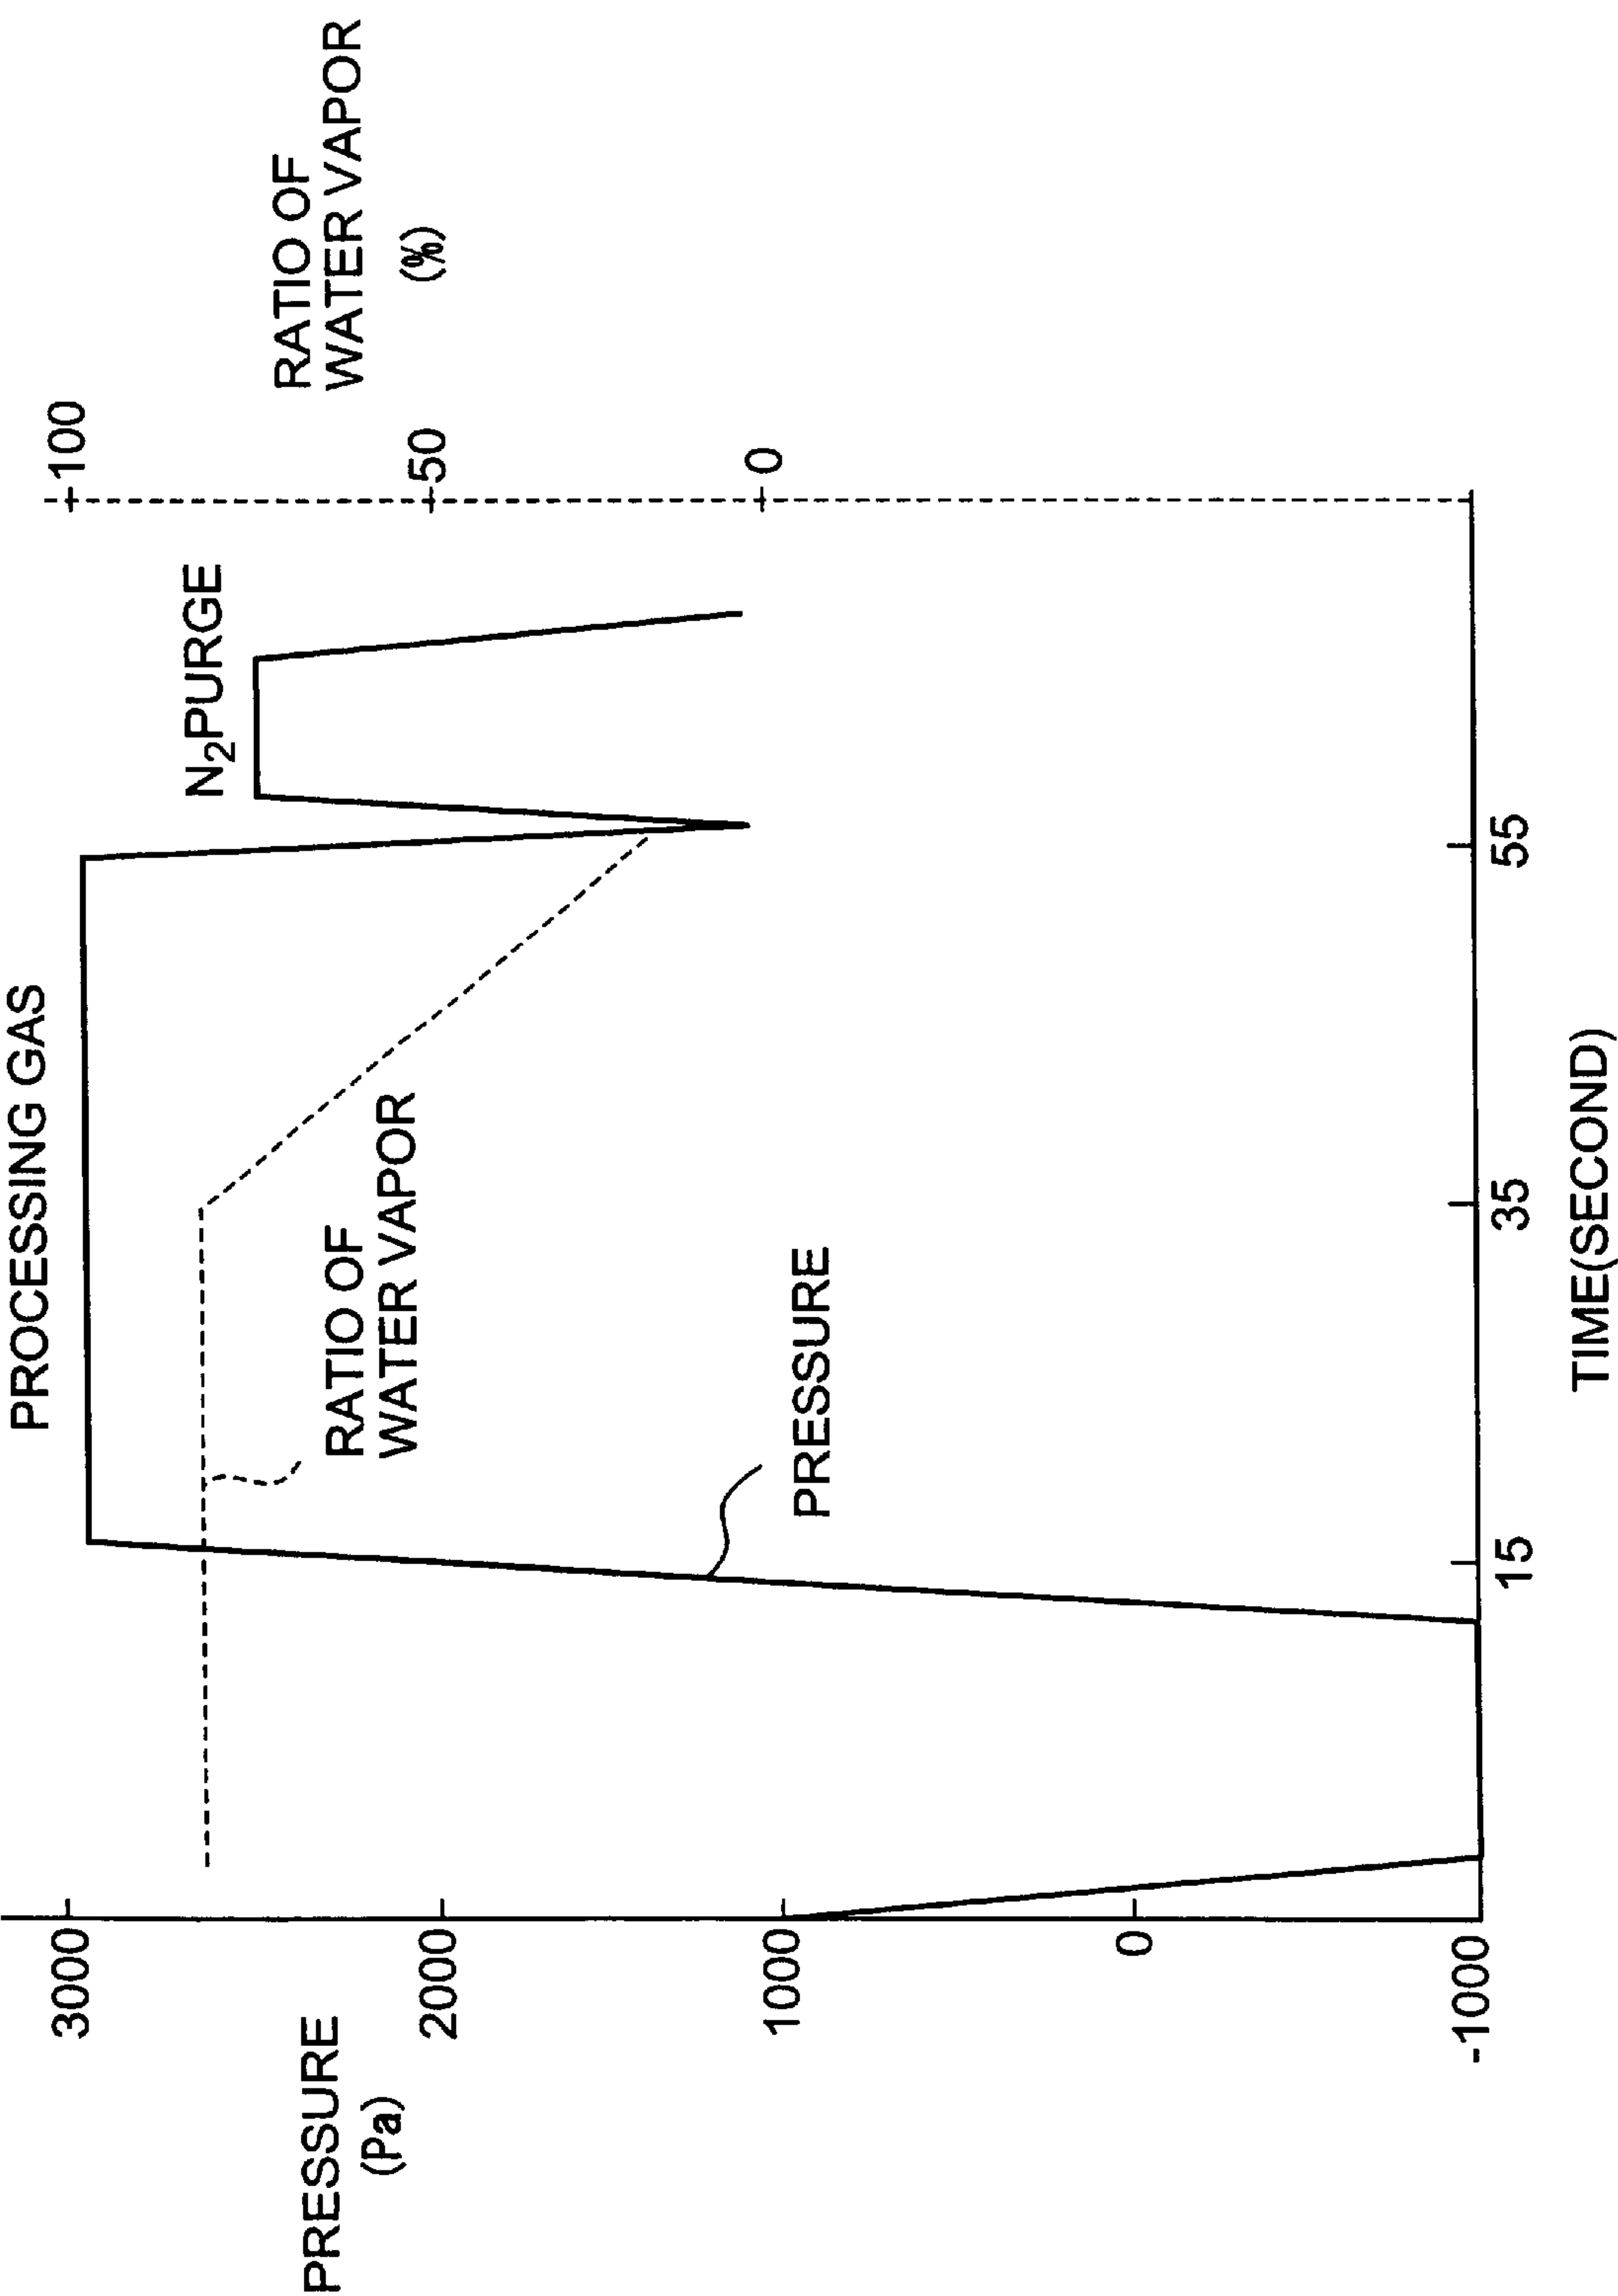 PROCESSING GAS
N₂PURGE
PRESSURE
(Pa)
3000
2000
1000
0
-1000
RATIO OF
WATER VAPOR
PRESSURE
100
50
0
RATIO OF
WATER VAPOR
(%)
15
35
55
TIME(SECOND)